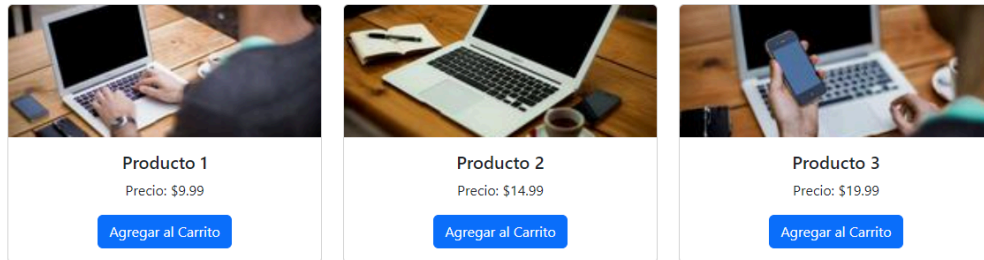 Producto 1
Precio: $9.99
Agregar al Carrito
Producto 2
Precio: $14.99
Agregar al Carrito
Producto 3
Precio: $19.99
Agregar al Carrito